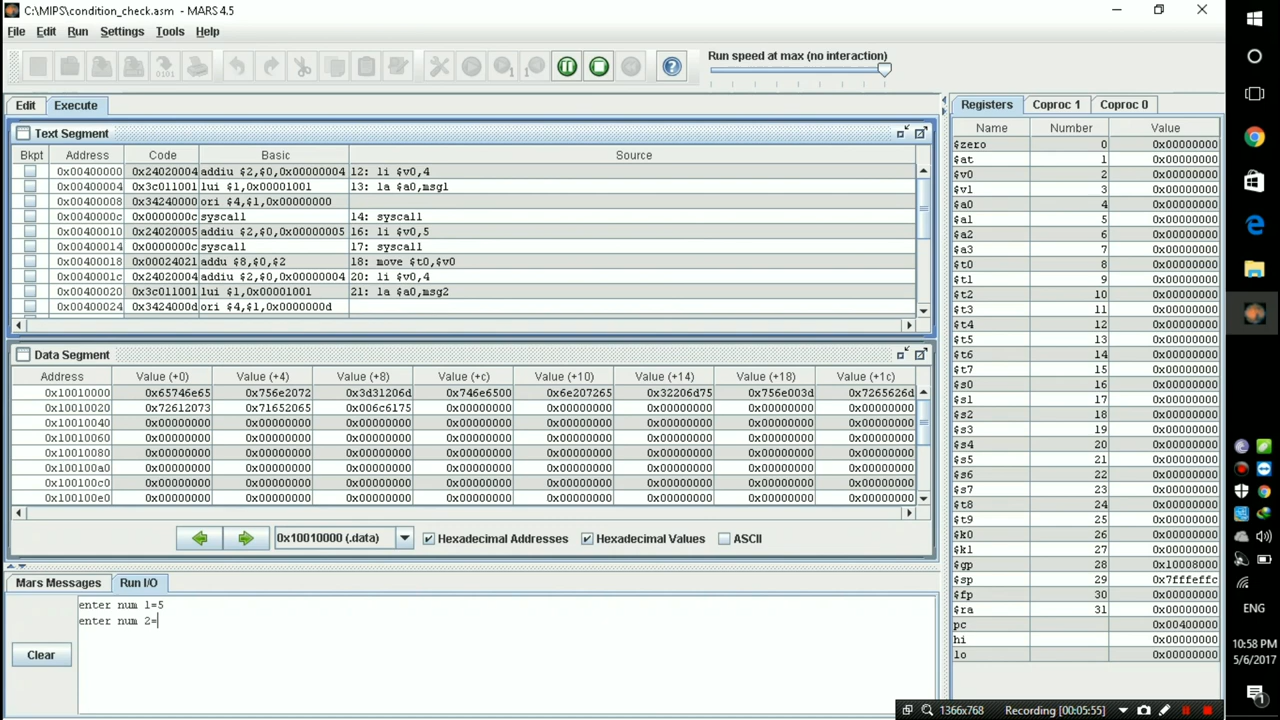 C:\MIPS\condition_check.asm - MARS 4.5
File Edit Run Settings Tools Help
Run speed at max (no interaction)
Edit Execute
Text Segment
Bkpt Address Code Basic Source
0x00400000 0x24020004 addiu $2,$0,0x00000004 12: li $v0,4
0x00400004 0x3c011001 lui $1,0x00001001 13: la $a0,msg1
0x00400008 0x34240000 ori $4,$1,0x00000000
0x0040000c 0x0000000c syscall 14: syscall
0x00400010 0x24020005 addiu $2,$0,0x00000005 16: li $v0,5
0x00400014 0x0000000c syscall 17: syscall
0x00400018 0x00024021 addu $8,$0,$2 18: move $t0,$v0
0x0040001c 0x24020004 addiu $2,$0,0x00000004 20: li $v0,4
0x00400020 0x3c011001 lui $1,0x00001001 21: la $a0,msg2
0x00400024 0x3424000d ori $4,$1,0x0000000d
Data Segment
Address Value (+0) Value (+4) Value (+8) Value (+c) Value (+10) Value (+14) Value (+18) Value (+1c)
0x10010000 0x65746e65 0x756e2072 0x3d31206d 0x746e6500 0x6e207265 0x32206d75 0x756e003d 0x7265626d
0x10010020 0x72612073 0x71652065 0x006c6175 0x00000000 0x00000000 0x00000000 0x00000000 0x00000000
0x10010040 0x00000000 0x00000000 0x00000000 0x00000000 0x00000000 0x00000000 0x00000000 0x00000000
0x10010060 0x00000000 0x00000000 0x00000000 0x00000000 0x00000000 0x00000000 0x00000000 0x00000000
0x10010080 0x00000000 0x00000000 0x00000000 0x00000000 0x00000000 0x00000000 0x00000000 0x00000000
0x100100a0 0x00000000 0x00000000 0x00000000 0x00000000 0x00000000 0x00000000 0x00000000 0x00000000
0x100100c0 0x00000000 0x00000000 0x00000000 0x00000000 0x00000000 0x00000000 0x00000000 0x00000000
0x100100e0 0x00000000 0x00000000 0x00000000 0x00000000 0x00000000 0x00000000 0x00000000 0x00000000
0x10010000 (.data) Hexadecimal Addresses Hexadecimal Values ASCII
Mars Messages Run I/O
enter num 1=5
enter num 2=
Clear
Registers Coproc 1 Coproc 0
Name Number Value
$zero 0 0x00000000
$at 1 0x00000000
$v0 2 0x00000000
$v1 3 0x00000000
$a0 4 0x00000000
$a1 5 0x00000000
$a2 6 0x00000000
$a3 7 0x00000000
$t0 8 0x00000000
$t1 9 0x00000000
$t2 10 0x00000000
$t3 11 0x00000000
$t4 12 0x00000000
$t5 13 0x00000000
$t6 14 0x00000000
$t7 15 0x00000000
$s0 16 0x00000000
$s1 17 0x00000000
$s2 18 0x00000000
$s3 19 0x00000000
$s4 20 0x00000000
$s5 21 0x00000000
$s6 22 0x00000000
$s7 23 0x00000000
$t8 24 0x00000000
$t9 25 0x00000000
$k0 26 0x00000000
$k1 27 0x00000000
$gp 28 0x10008000
$sp 29 0x7fffeffc
$fp 30 0x00000000
$ra 31 0x00000000
pc 0x00400000
hi 0x00000000
lo 0x00000000
ENG
10:58 PM
5/6/2017
1
1366x768 Recording [00:05:55]